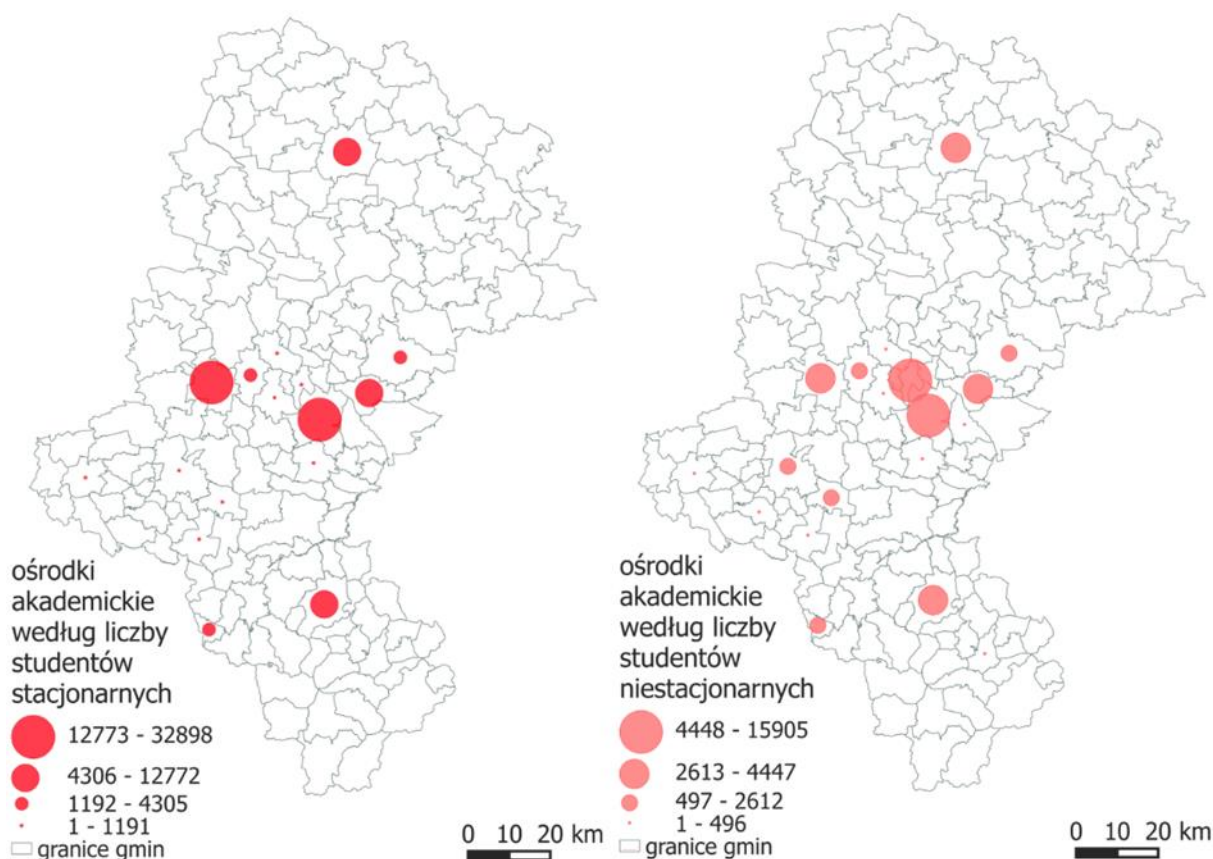 ośrodki
akademickie
według liczby
studentów
stacjonarnych
12773 - 32898
4306 - 12772
1192 - 4305
1 - 1191
granice gmin
0 10 20 km
ośrodki
akademickie
według liczby
studentów
niestacjonarnych
4448 - 15905
2613 - 4447
497 - 2612
1 - 496
granice gmin
0 10 20 km